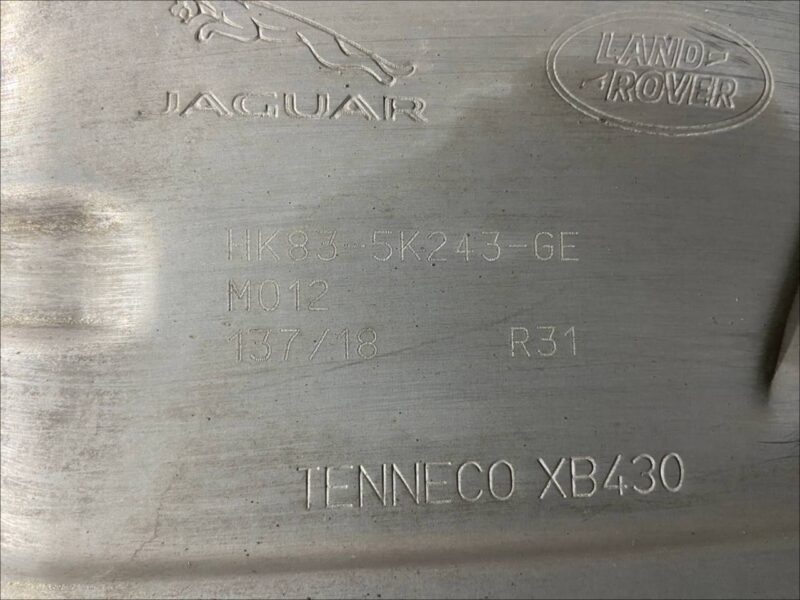 JAGUAR
LAND
ROVER
HK83-5K243-GE
M012
137/18 R31
TENNECO XB430